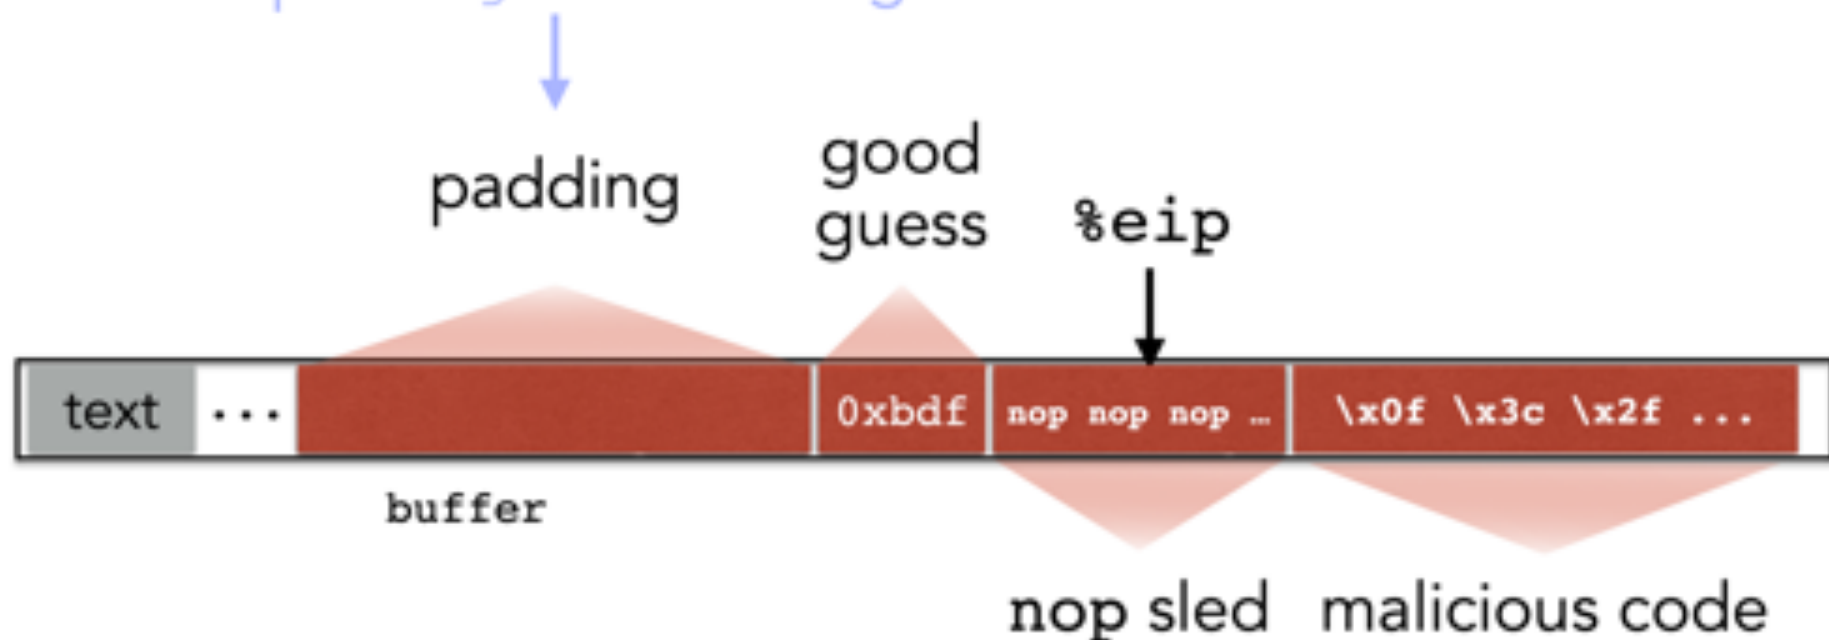 padding
good
guess
%eip
text ... 0xbdf nop nop nop … \x0f \x3c \x2f ...
buffer
nop sled malicious code